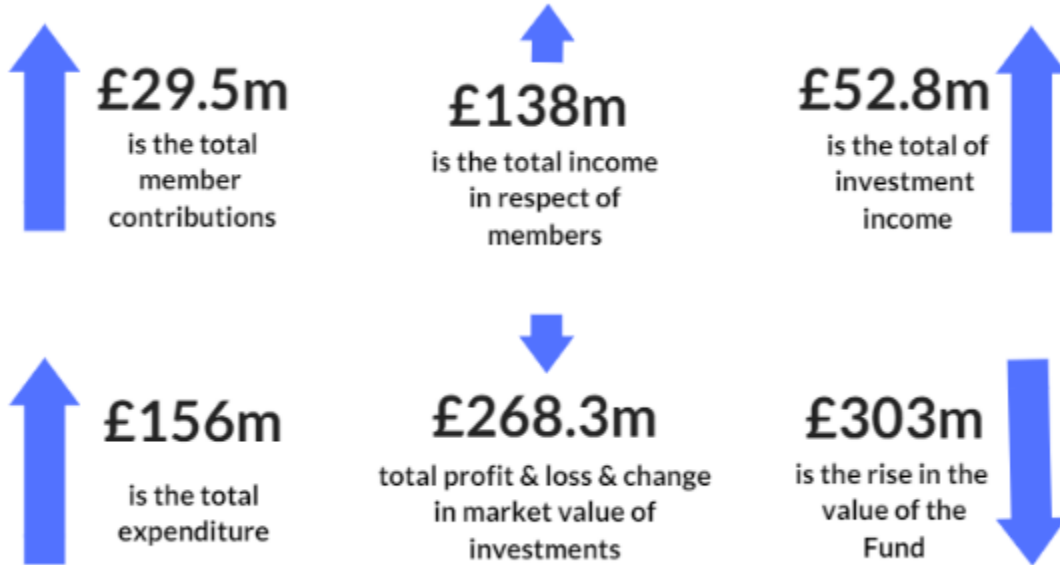 £29.5m
is the total
member
contributions
£138m
is the total income
in respect of
members
£52.8m
is the total of
investment
income
£156m
is the total
expenditure
£268.3m
total profit & loss & change
in market value of
investments
£303m
is the rise in the
value of the
Fund